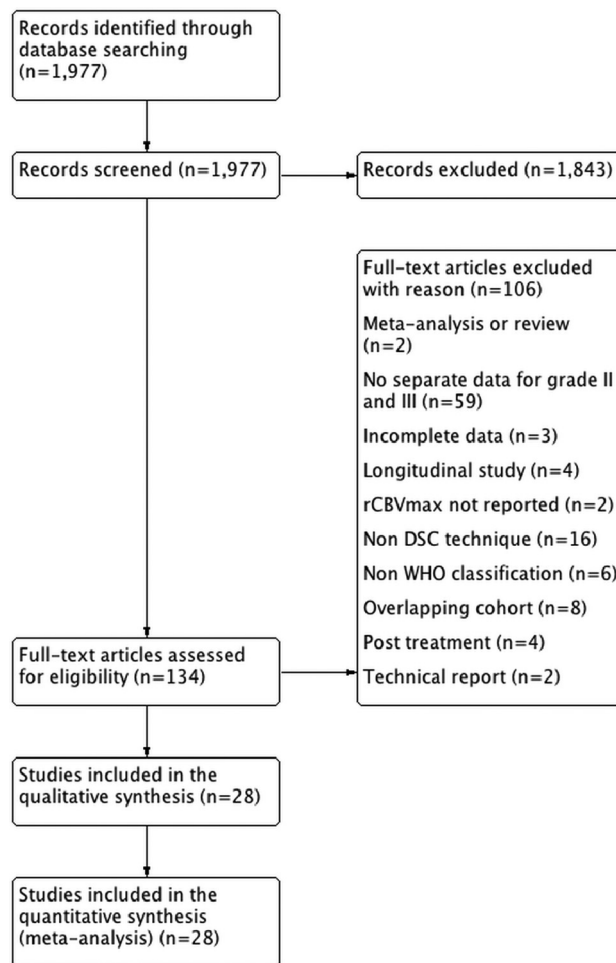 Records identified through
database searching
(n=1,977)
Records screened (n=1,977)
Records excluded (n=1,843)
Full-text articles excluded
with reason (n=106)
Meta-analysis or review
(n=2)
No separate data for grade II
and III (n=59)
Incomplete data (n=3)
Longitudinal study (n=4)
rCBVmax not reported (n=2)
Non DSC technique (n=16)
Non WHO classification (n=6)
Overlapping cohort (n=8)
Post treatment (n=4)
Technical report (n=2)
Full-text articles assessed
for eligibility (n=134)
Studies included in the
qualitative synthesis (n=28)
Studies included in the
quantitative synthesis
(meta-analysis) (n=28)